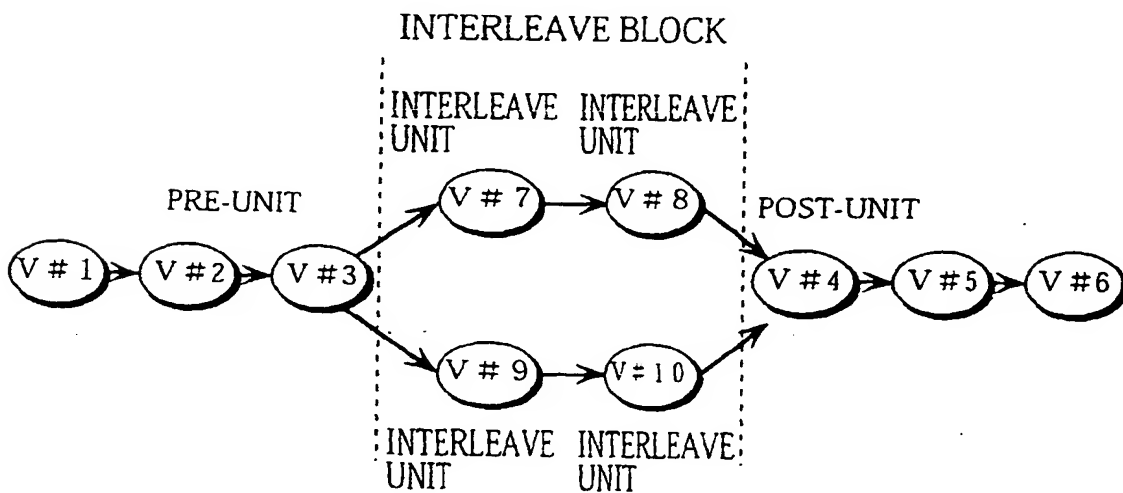 INTERLEAVE BLOCK
INTERLEAVE UNIT
INTERLEAVE UNIT
PRE-UNIT
V # 7
V # 8
POST-UNIT
V # 1
V # 2
V # 3
V # 4
V # 5
V # 6
V # 9
V # 10
INTERLEAVE UNIT
INTERLEAVE UNIT